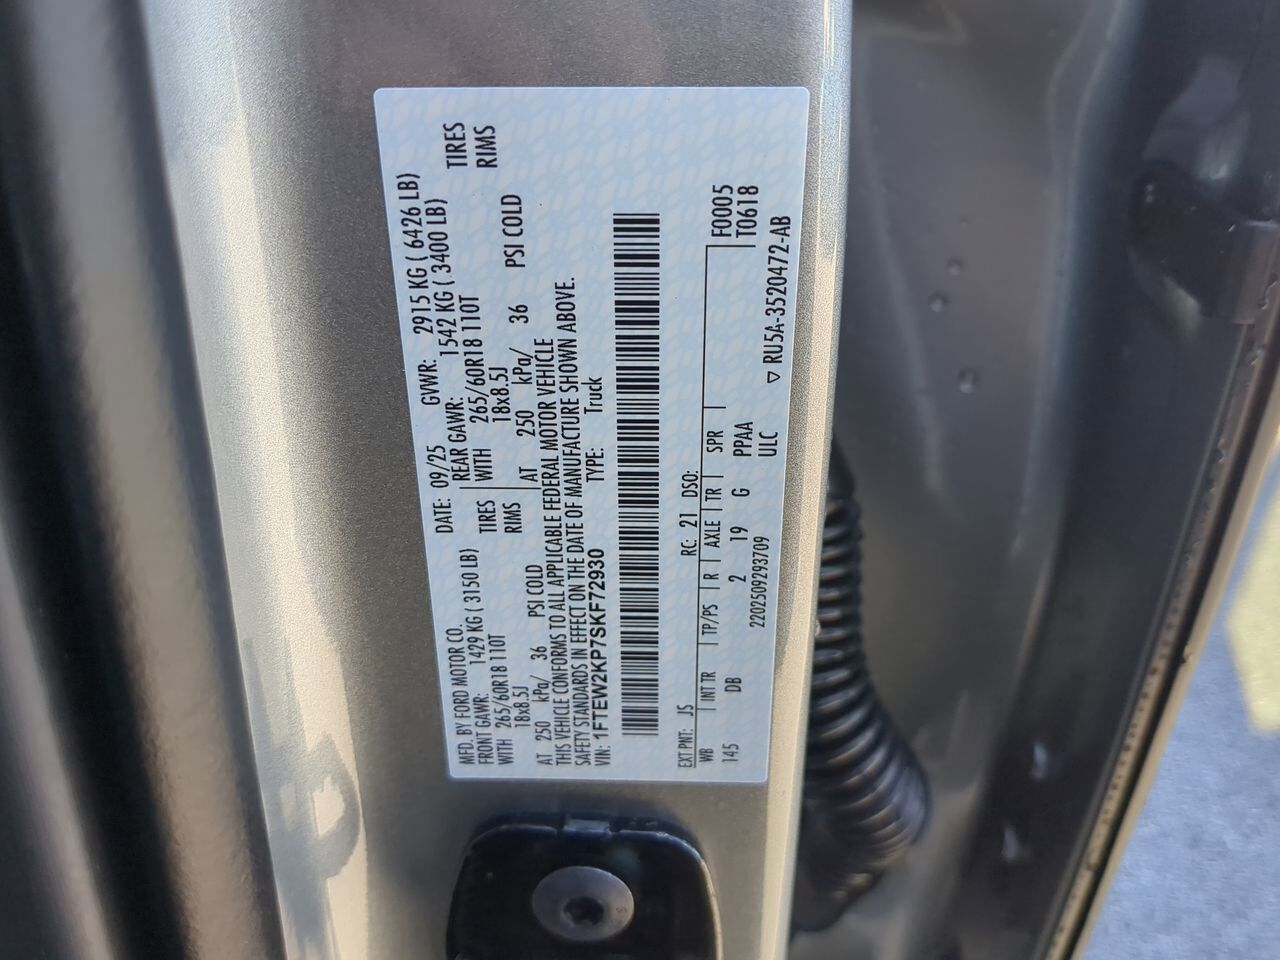 MFD. BY FORD MOTOR CO.
DATE: 09/25 GVWR: 2915 KG ( 6426 LB)
FRONT GAWR: 1429 KG ( 3150 LB) REAR GAWR: 1542 KG ( 3400 LB)
WITH 265/60R18 110T TIRES WITH 265/60R18 110T TIRES
18x8.5J RIMS 18x8.5J RIMS
AT 250 kPa/ 36 PSI COLD AT 250 kPa/ 36 PSI COLD
THIS VEHICLE CONFORMS TO ALL APPLICABLE FEDERAL MOTOR VEHICLE
SAFETY STANDARDS IN EFFECT ON THE DATE OF MANUFACTURE SHOWN ABOVE.
VIN: 1FTEW2KP7SKF72930 TYPE: Truck
EXT PNT: JS RC: 21 DSO:
WB INT TR TP/PS R AXLE TR SPR F0005
145 DB 2 19 G PPAA T0618
2202509293709 ULC ▽ RU5A-3520472-AB